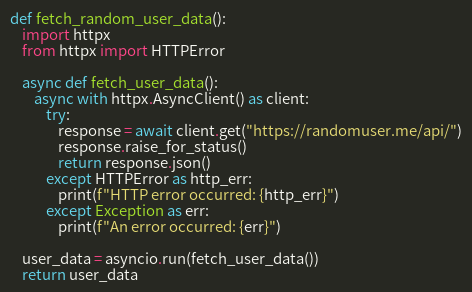 def fetch_random_user_data():
    import httpx
    from httpx import HTTPError

    async def fetch_user_data():
        async with httpx.AsyncClient() as client:
            try:
                response = await client.get("https://randomuser.me/api/")
                response.raise_for_status()
                return response.json()
            except HTTPError as http_err:
                print(f"HTTP error occurred: {http_err}")
            except Exception as err:
                print(f"An error occurred: {err}")

    user_data = asyncio.run(fetch_user_data())
    return user_data